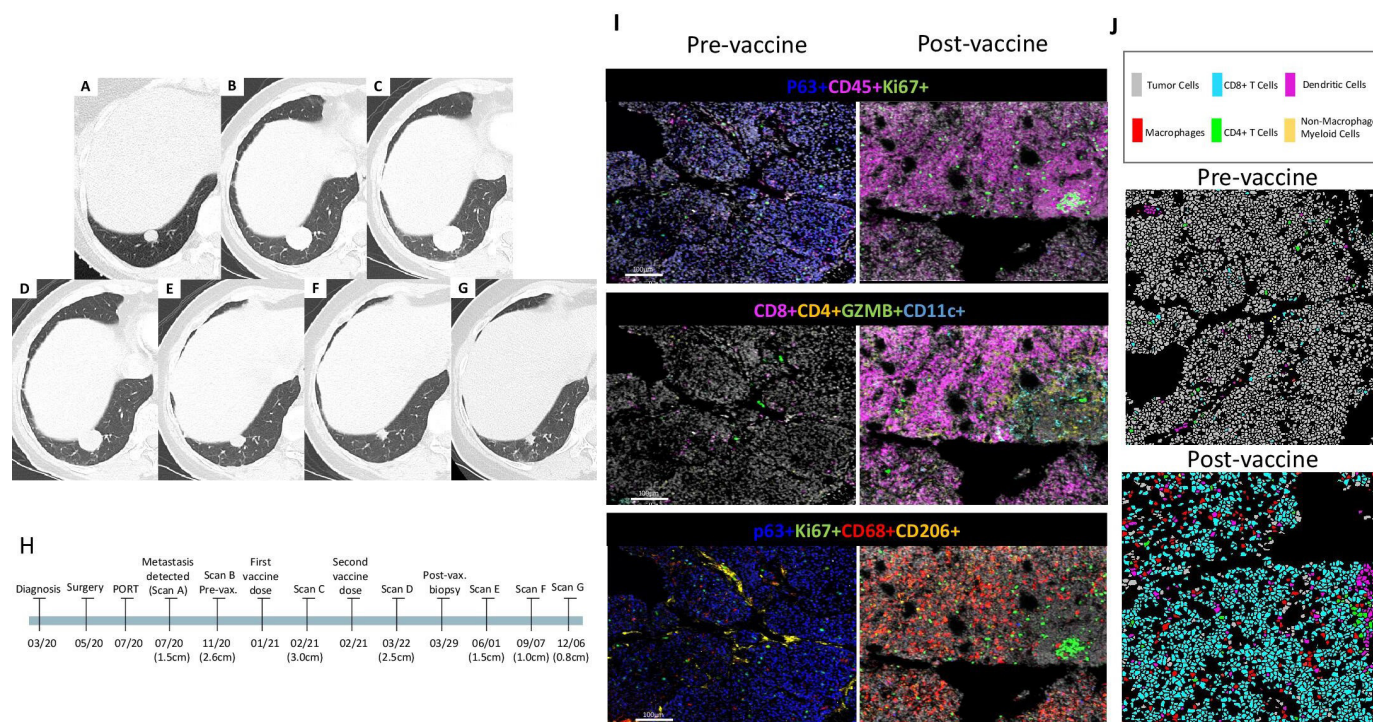 A
B
C
D
E
F
G
H
Diagnosis
Surgery
PORT
Metastasis
detected
(Scan A)
Scan B
Pre-vax.
First
vaccine
dose
Scan C
Second
vaccine
dose
Scan D
Post-vax.
biopsy
Scan E
Scan F
Scan G
03/20
05/20
07/20
07/20
(1.5cm)
11/20
(2.6cm)
01/21
02/21
(3.0cm)
02/21
03/22
(2.5cm)
03/29
06/01
(1.5cm)
09/07
(1.0cm)
12/06
(0.8cm)
I
Pre-vaccine
Post-vaccine
P63+CD45+Ki67+
100μm
CD8+CD4+GZMB+CD11c+
100μm
p63+Ki67+CD68+CD206+
100μm
J
Tumor Cells
CD8+ T Cells
Dendritic Cells
Macrophages
CD4+ T Cells
Non-Macrophage
Myeloid Cells
Pre-vaccine
Post-vaccine